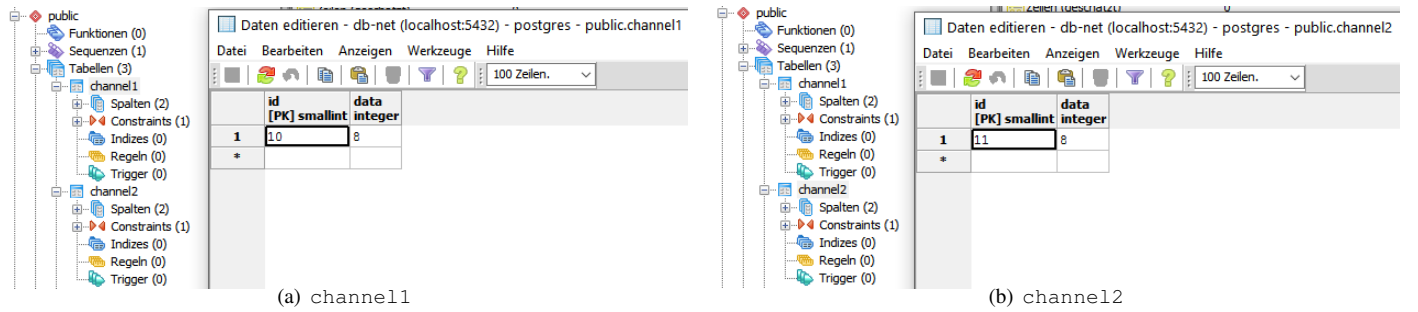 public
Funktionen (0)
Sequenzen (1)
Tabellen (3)
channel1
Spalten (2)
Constraints (1)
Indizes (0)
Regeln (0)
Trigger (0)
channel2
Spalten (2)
Constraints (1)
Indizes (0)
Regeln (0)
Trigger (0)
Daten editieren - db-net (localhost:5432) - postgres - public.channel1
Datei Bearbeiten Anzeigen Werkzeuge Hilfe
100 Zeilen.
id data
[PK] smallint integer
1 10 8
*
(a) channel1
public
Funktionen (0)
Sequenzen (1)
Tabellen (3)
channel1
Spalten (2)
Constraints (1)
Indizes (0)
Regeln (0)
Trigger (0)
channel2
Spalten (2)
Constraints (1)
Indizes (0)
Regeln (0)
Trigger (0)
Zeilen (geschätzt) 0
Daten editieren - db-net (localhost:5432) - postgres - public.channel2
Datei Bearbeiten Anzeigen Werkzeuge Hilfe
100 Zeilen.
id data
[PK] smallint integer
1 11 8
*
(b) channel2